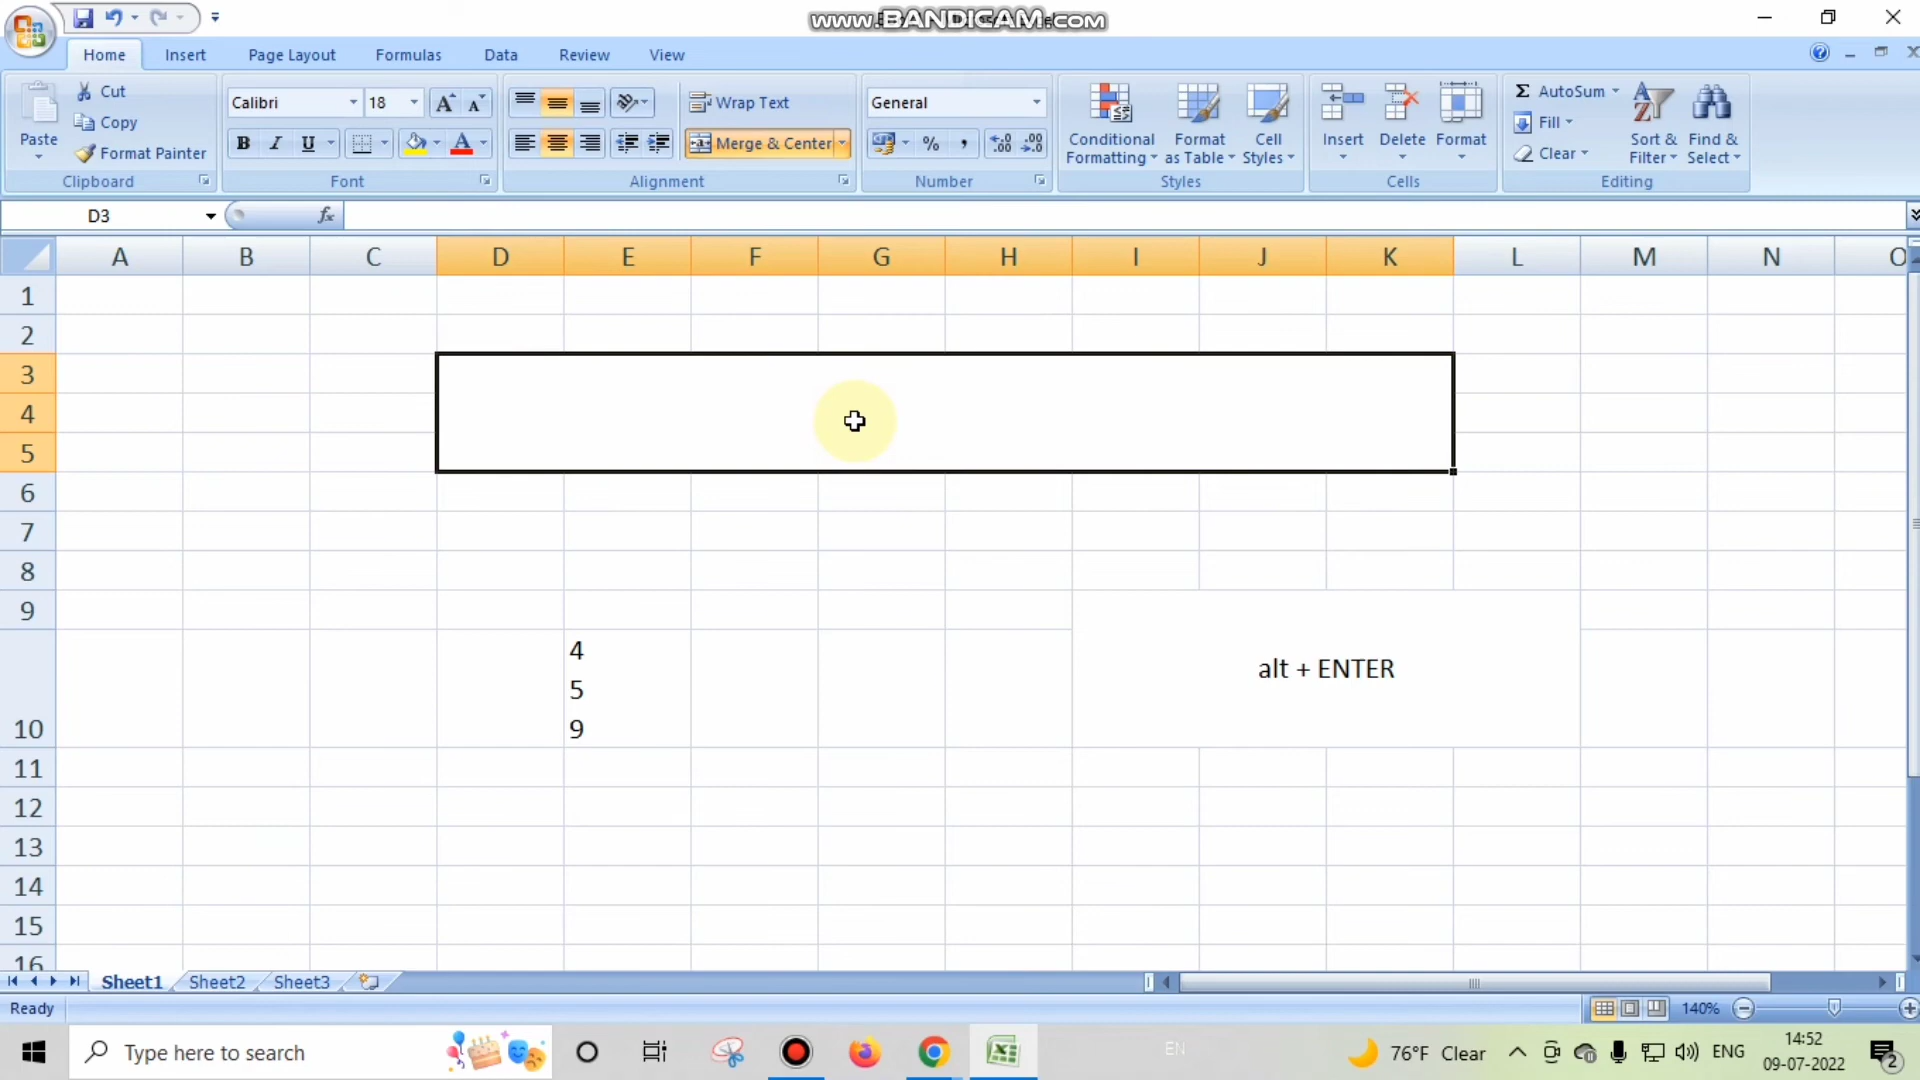 www.BANDICAM.com
Home Insert Page Layout Formulas Data Review View
Paste
Cut
Copy
Format Painter
Clipboard
Calibri 18
B I U
A
Font
Wrap Text
Merge & Center
Alignment
General
% ,
Number
Conditional Formatting
Format as Table
Cell Styles
Styles
Insert Delete Format
Cells
Σ AutoSum
Fill
Clear
Sort & Filter
Find & Select
Editing
D3 fx
A B C D E F G H I J K L M N O
1
2
3
4
5
6
7
8
9
10
11
12
13
14
15
16
4
5
9
alt + ENTER
Sheet1 Sheet2 Sheet3
Ready 140%
Type here to search
EN
76°F Clear
ENG
14:52
09-07-2022
2